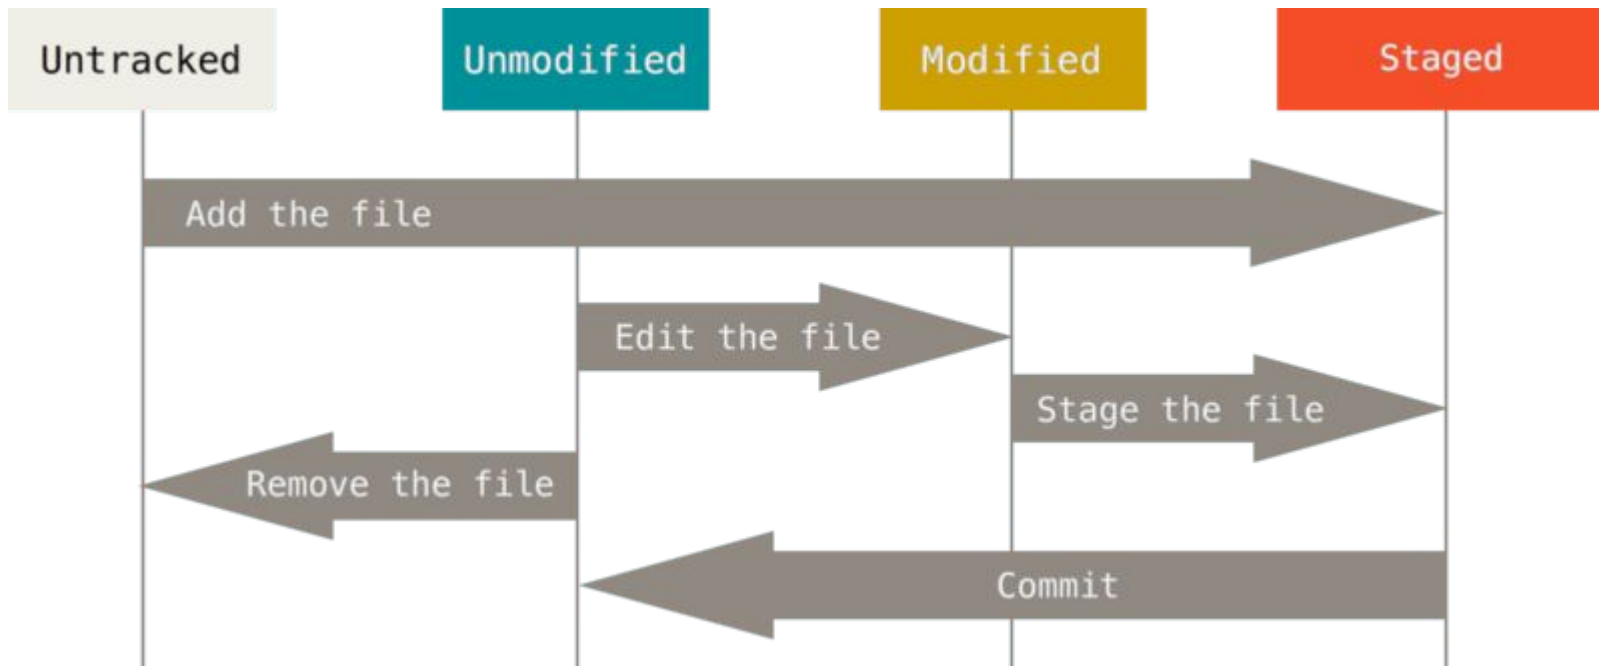 Untracked
Unmodified
Modified
Staged
Add the file
Edit the file
Stage the file
Remove the file
Commit